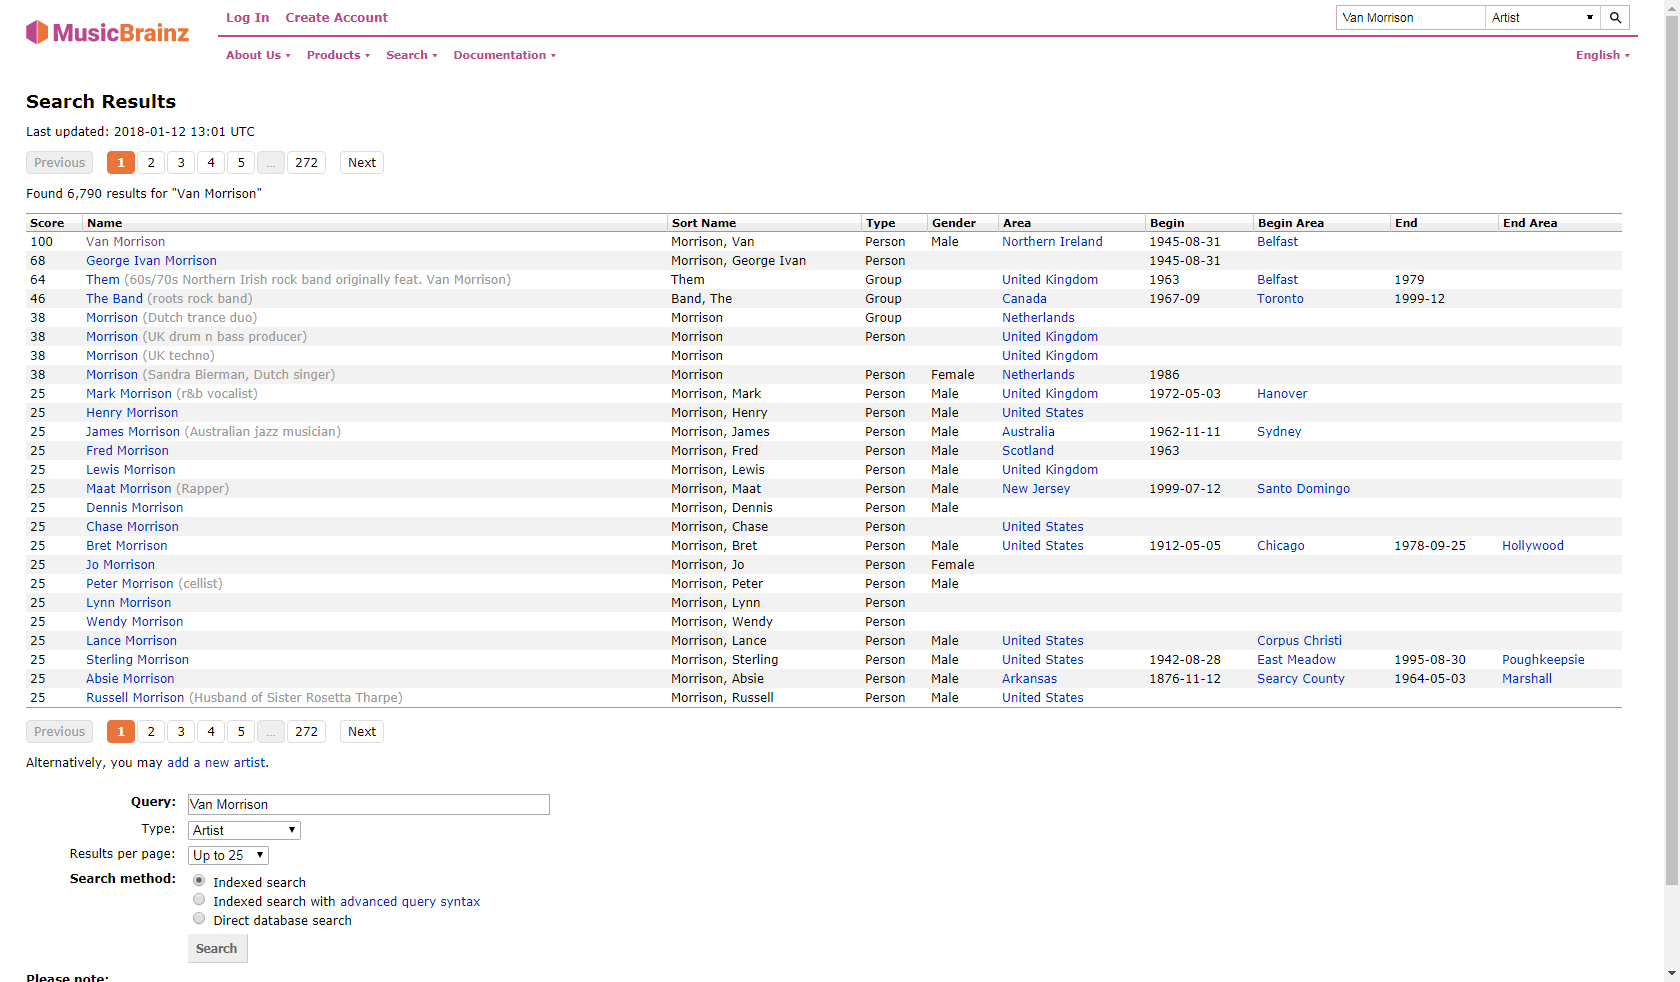 MusicBrainz
Log In Create Account
Van Morrison Artist
About Us Products Search Documentation English
Search Results
Last updated: 2018-01-12 13:01 UTC
Previous 1 2 3 4 5 ... 272 Next
Found 6,790 results for "Van Morrison"
Score Name Sort Name Type Gender Area Begin Begin Area End End Area
100 Van Morrison Morrison, Van Person Male Northern Ireland 1945-08-31 Belfast
68 George Ivan Morrison Morrison, George Ivan Person 1945-08-31
64 Them (60s/70s Northern Irish rock band originally feat. Van Morrison) Them Group United Kingdom 1963 Belfast 1979
46 The Band (roots rock band) Band, The Group Canada 1967-09 Toronto 1999-12
38 Morrison (Dutch trance duo) Morrison Group Netherlands
38 Morrison (UK drum n bass producer) Morrison Person United Kingdom
38 Morrison (UK techno) Morrison United Kingdom
38 Morrison (Sandra Bierman, Dutch singer) Morrison Person Female Netherlands 1986
25 Mark Morrison (r&b vocalist) Morrison, Mark Person Male United Kingdom 1972-05-03 Hanover
25 Henry Morrison Morrison, Henry Person Male United States
25 James Morrison (Australian jazz musician) Morrison, James Person Male Australia 1962-11-11 Sydney
25 Fred Morrison Morrison, Fred Person Male Scotland 1963
25 Lewis Morrison Morrison, Lewis Person Male United Kingdom
25 Maat Morrison (Rapper) Morrison, Maat Person Male New Jersey 1999-07-12 Santo Domingo
25 Dennis Morrison Morrison, Dennis Person Male
25 Chase Morrison Morrison, Chase Person United States
25 Bret Morrison Morrison, Bret Person Male United States 1912-05-05 Chicago 1978-09-25 Hollywood
25 Jo Morrison Morrison, Jo Person Female
25 Peter Morrison (cellist) Morrison, Peter Person Male
25 Lynn Morrison Morrison, Lynn Person
25 Wendy Morrison Morrison, Wendy Person
25 Lance Morrison Morrison, Lance Person Male United States Corpus Christi
25 Sterling Morrison Morrison, Sterling Person Male United States 1942-08-28 East Meadow 1995-08-30 Poughkeepsie
25 Absie Morrison Morrison, Absie Person Male Arkansas 1876-11-12 Searcy County 1964-05-03 Marshall
25 Russell Morrison (Husband of Sister Rosetta Tharpe) Morrison, Russell Person Male United States
Previous 1 2 3 4 5 ... 272 Next
Alternatively, you may add a new artist.
Query: Van Morrison
Type: Artist
Results per page: Up to 25
Search method: Indexed search
Indexed search with advanced query syntax
Direct database search
Search
Please note: